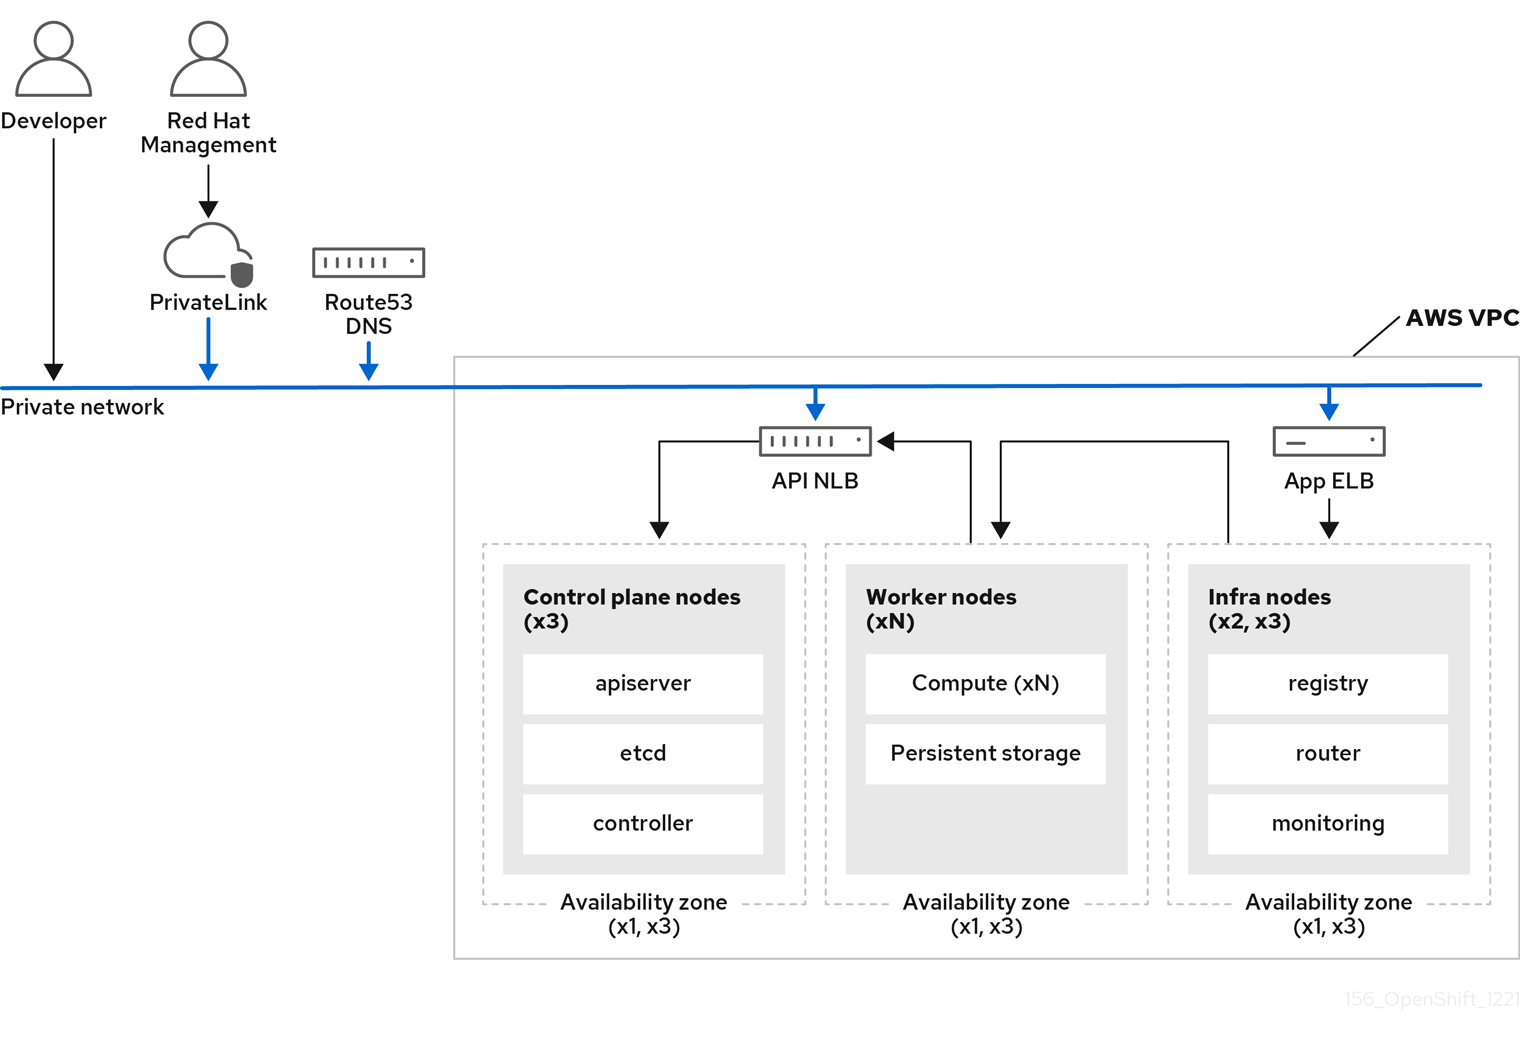 Developer
Red Hat
Management
PrivateLink
Route53
DNS
AWS VPC
Private network
API NLB
App ELB
Control plane nodes
(x3)
apiserver
etcd
controller
Availability zone
(x1, x3)
Worker nodes
(xN)
Compute (xN)
Persistent storage
Availability zone
(x1, x3)
Infra nodes
(x2, x3)
registry
router
monitoring
Availability zone
(x1, x3)
156_OpenShift_1221